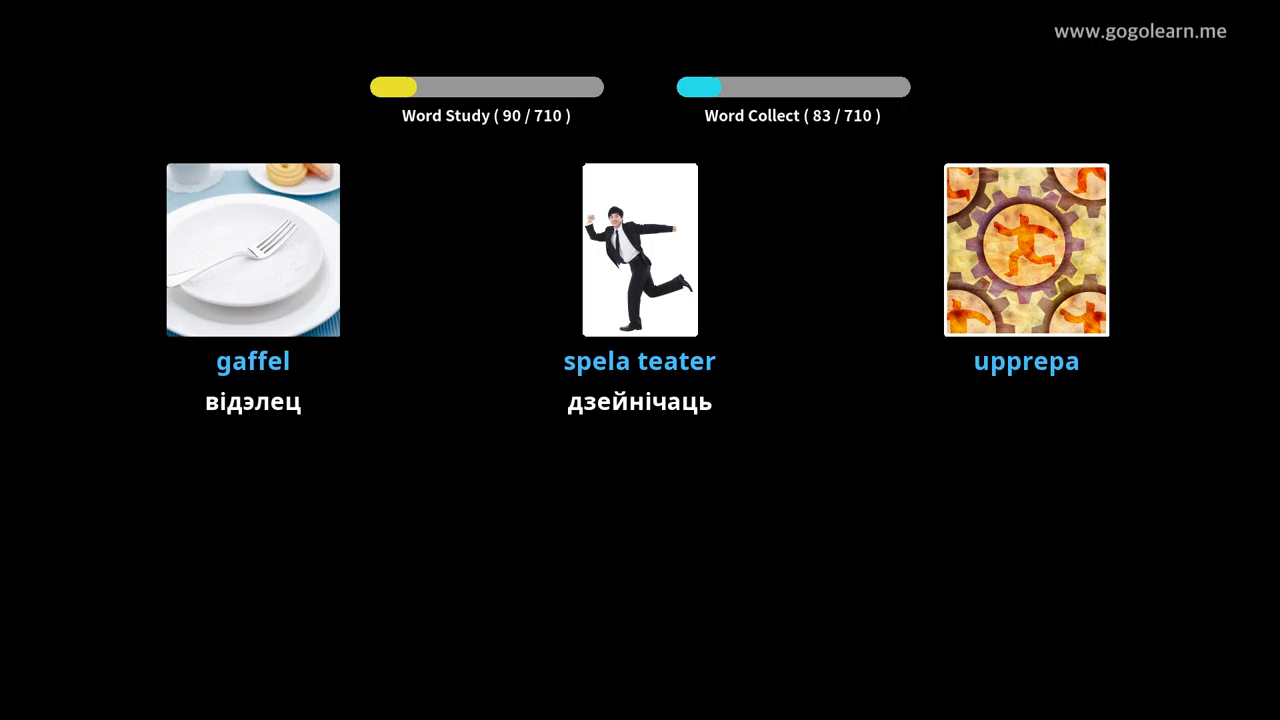 www.gogolearn.me
Word Study ( 90 / 710 )
Word Collect ( 83 / 710 )
gaffel
spela teater
upprepa
відэлец
дзейнічаць